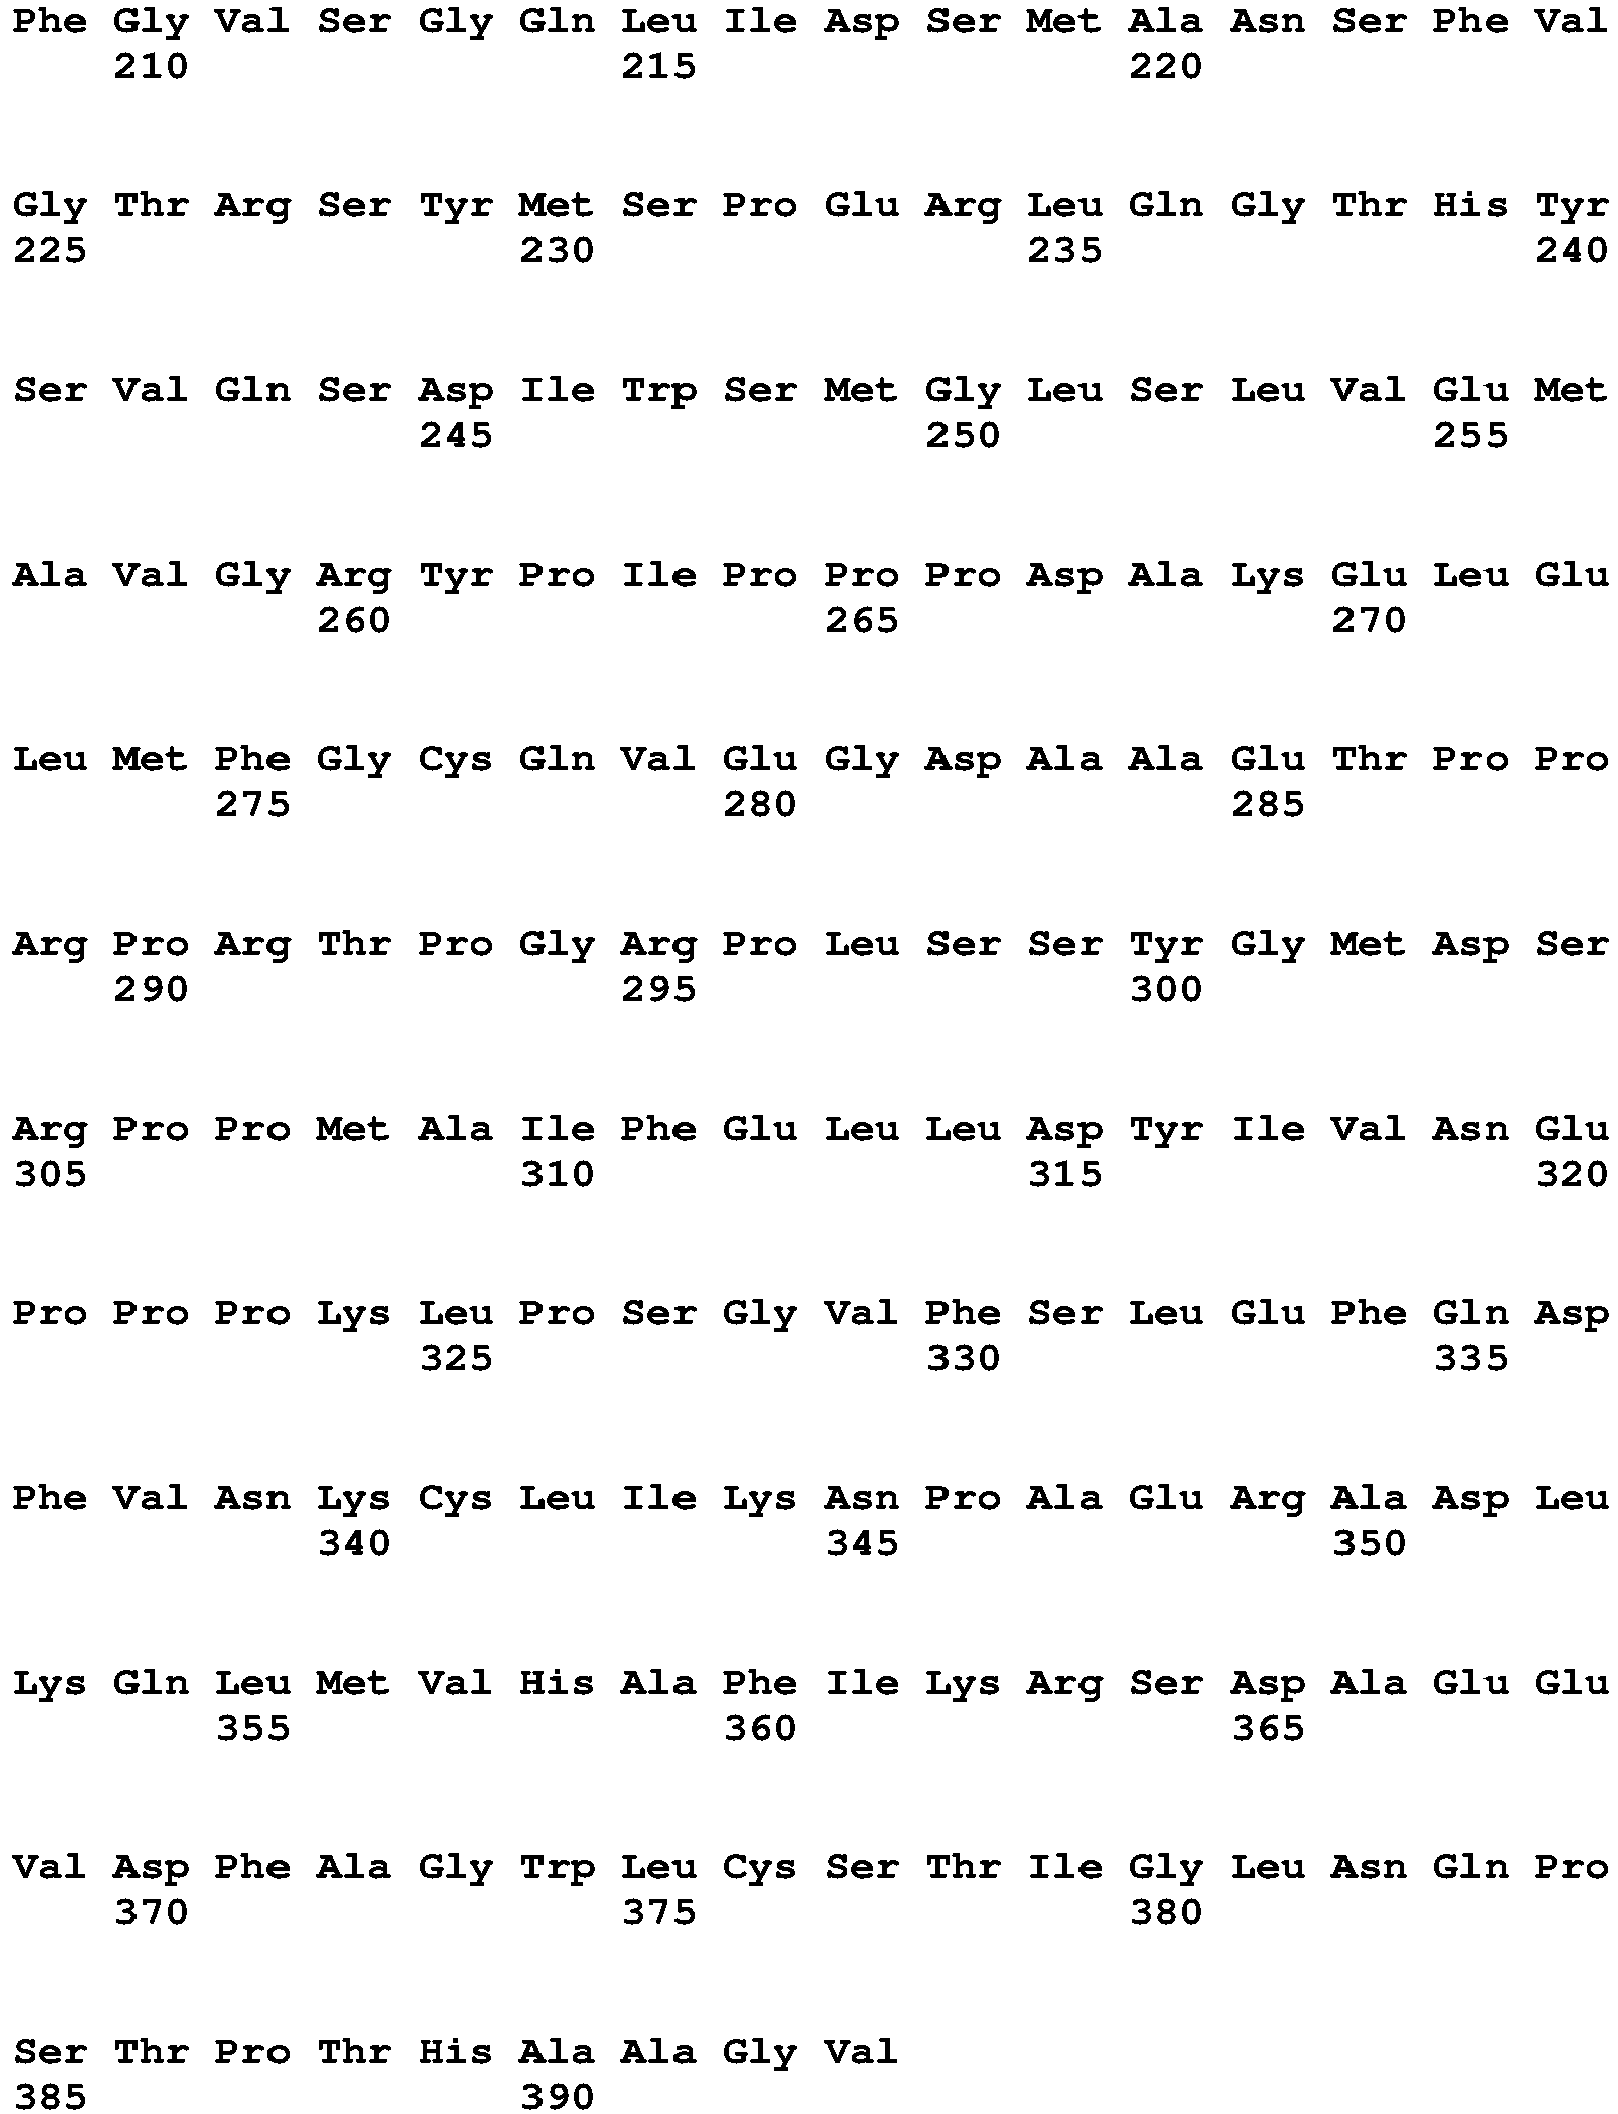 Phe Gly Val Ser Gly Gln Leu Ile Asp Ser Met Ala Asn Ser Phe Val
210 215 220
Gly Thr Arg Ser Tyr Met Ser Pro Glu Arg Leu Gln Gly Thr His Tyr
225 230 235 240
Ser Val Gln Ser Asp Ile Trp Ser Met Gly Leu Ser Leu Val Glu Met
245 250 255
Ala Val Gly Arg Tyr Pro Ile Pro Pro Pro Asp Ala Lys Glu Leu Glu
260 265 270
Leu Met Phe Gly Cys Gln Val Glu Gly Asp Ala Ala Glu Thr Pro Pro
275 280 285
Arg Pro Arg Thr Pro Gly Arg Pro Leu Ser Ser Tyr Gly Met Asp Ser
290 295 300
Arg Pro Pro Met Ala Ile Phe Glu Leu Leu Asp Tyr Ile Val Asn Glu
305 310 315 320
Pro Pro Pro Lys Leu Pro Ser Gly Val Phe Ser Leu Glu Phe Gln Asp
325 330 335
Phe Val Asn Lys Cys Leu Ile Lys Asn Pro Ala Glu Arg Ala Asp Leu
340 345 350
Lys Gln Leu Met Val His Ala Phe Ile Lys Arg Ser Asp Ala Glu Glu
355 360 365
Val Asp Phe Ala Gly Trp Leu Cys Ser Thr Ile Gly Leu Asn Gln Pro
370 375 380
Ser Thr Pro Thr His Ala Ala Gly Val
385 390